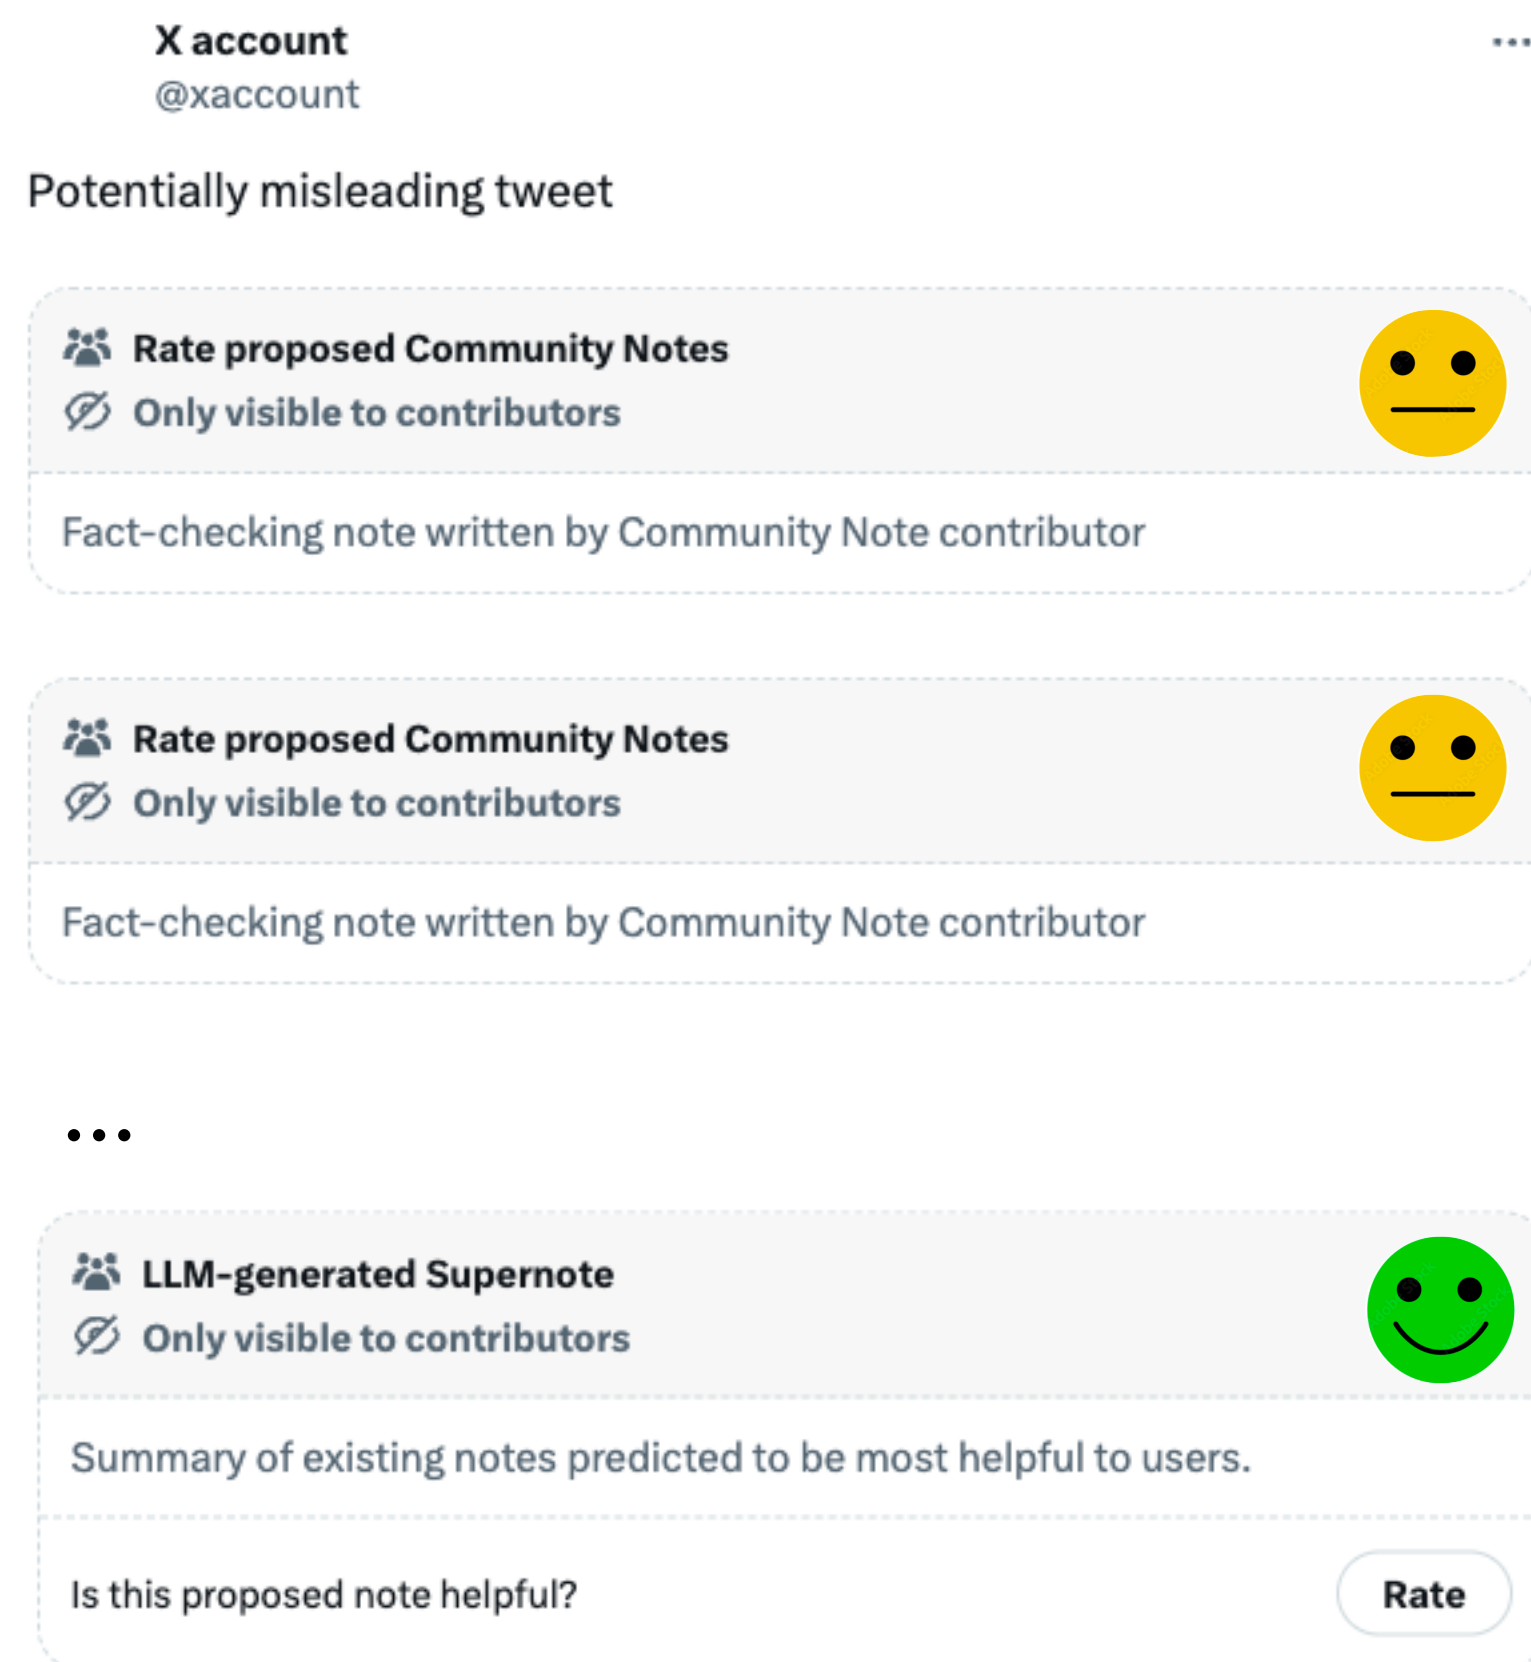 X account
...
@xaccount
Potentially misleading tweet
Rate proposed Community Notes
Only visible to contributors
Fact-checking note written by Community Note contributor
Rate proposed Community Notes
Only visible to contributors
Fact-checking note written by Community Note contributor
...
LLM-generated Supernote
Only visible to contributors
Summary of existing notes predicted to be most helpful to users.
Is this proposed note helpful?
Rate